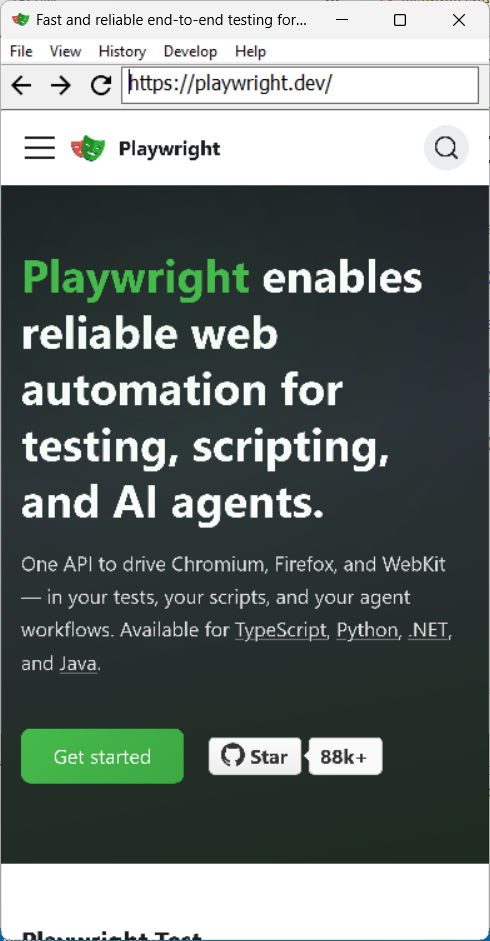 Fast and reliable end-to-end testing for...
File View History Develop Help
https://playwright.dev/
Playwright
Playwright enables
reliable web
automation for
testing, scripting,
and AI agents.
One API to drive Chromium, Firefox, and WebKit
— in your tests, your scripts, and your agent
workflows. Available for TypeScript, Python, .NET,
and Java.
Get started
Star 88k+
Playwright Test